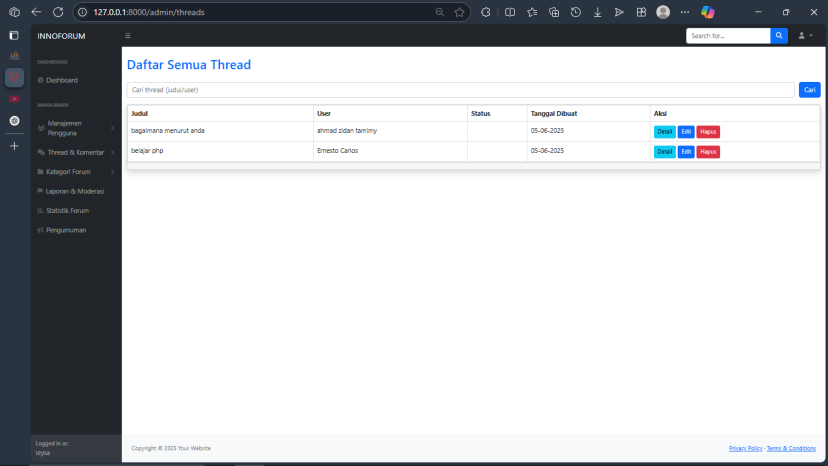 127.0.0.1:8000/admin/threads
INNOFORUM
Search for...
DASHBOARD
Dashboard
MANAJEMEN
Manajemen
Pengguna
Thread & Komentar
Kategori Forum
Laporan & Moderasi
Statistik Forum
Pengumuman
Logged in as:
leysa
Daftar Semua Thread
Cari thread (judul/user)
Cari
Judul User Status Tanggal Dibuat Aksi
bagaimana menurut anda ahmad zidan tamimy 05-06-2025 Detail Edit Hapus
belajar php Ernesto Carlos 05-06-2025 Detail Edit Hapus
Copyright © 2025 Your Website
Privacy Policy · Terms & Conditions